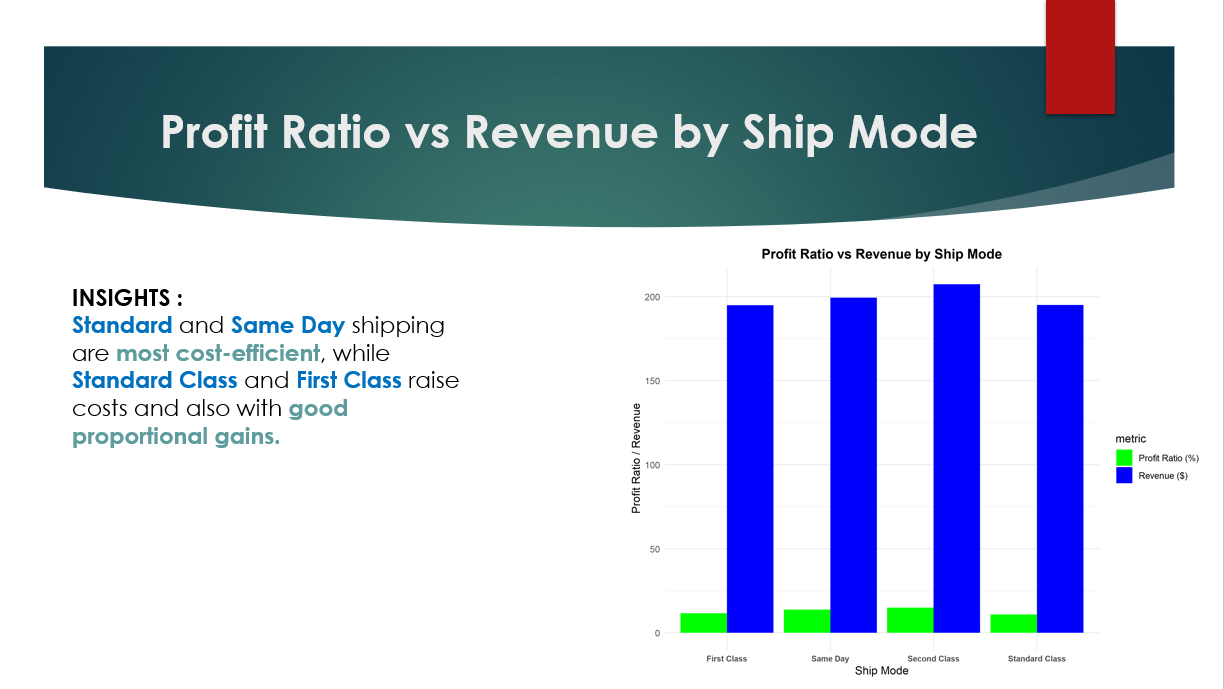 Profit Ratio vs Revenue by Ship Mode
INSIGHTS :
Standard and Same Day shipping
are most cost-efficient, while
Standard Class and First Class raise
costs and also with good
proportional gains.
Profit Ratio vs Revenue by Ship Mode
Profit Ratio / Revenue
200
150
100
50
0
First Class
Same Day
Second Class
Standard Class
Ship Mode
metric
Profit Ratio (%)
Revenue ($)